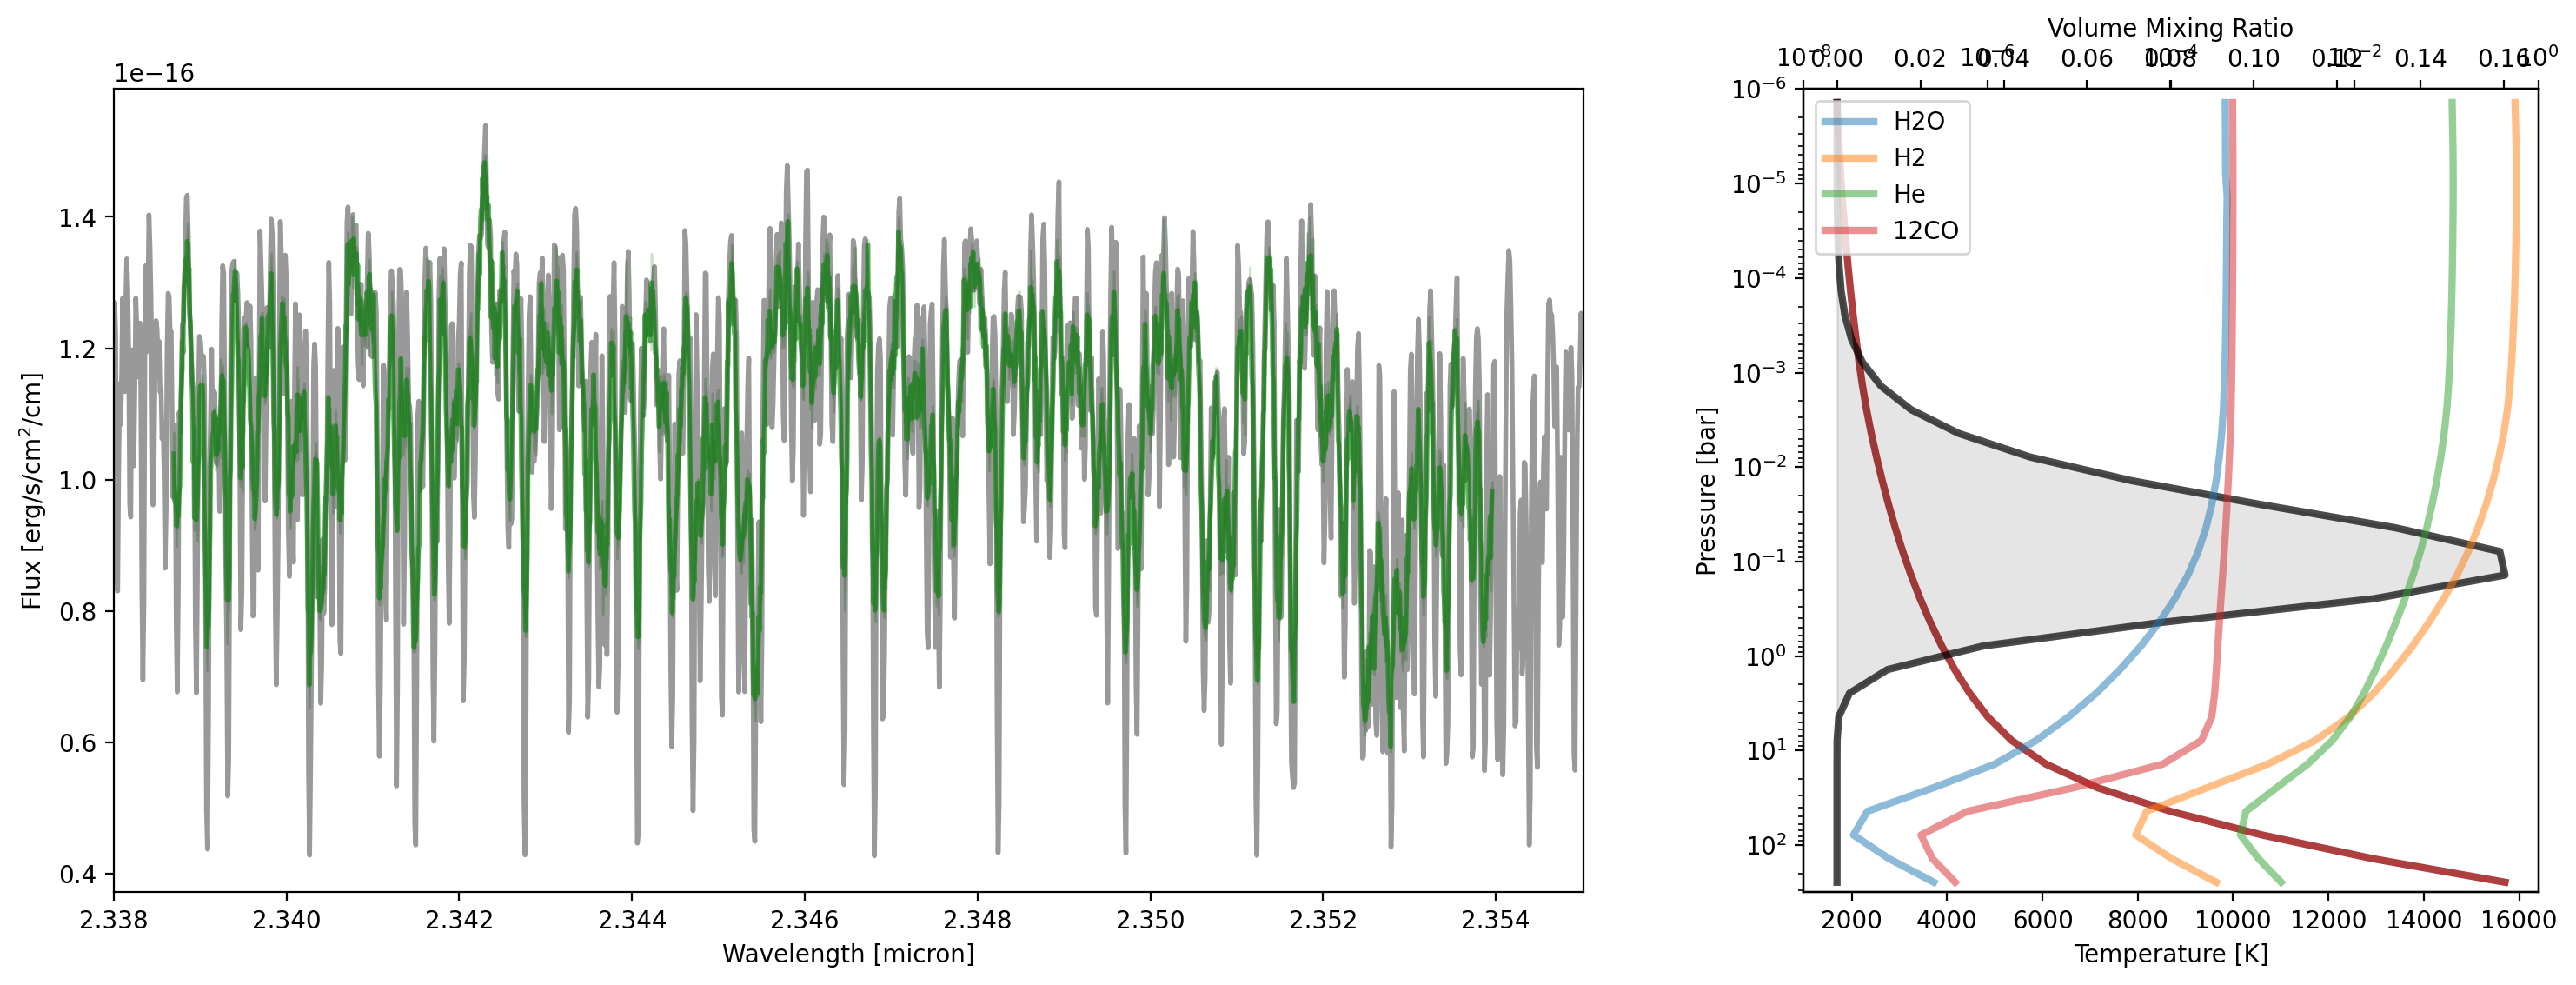 1e−16
Flux [erg/s/cm²/cm]
1.4
1.2
1.0
0.8
0.6
0.4
2.338 2.340 2.342 2.344 2.346 2.348 2.350 2.352 2.354
Wavelength [micron]
Volume Mixing Ratio
10⁻⁸ 10⁻⁶ 10⁻⁴ 10⁻² 10⁰
0.00 0.02 0.04 0.06 0.08 0.10 0.12 0.14 0.16
H2O
H2
He
12CO
Pressure [bar]
10⁻⁶
10⁻⁵
10⁻⁴
10⁻³
10⁻²
10⁻¹
10⁰
10¹
10²
2000 4000 6000 8000 10000 12000 14000 16000
Temperature [K]